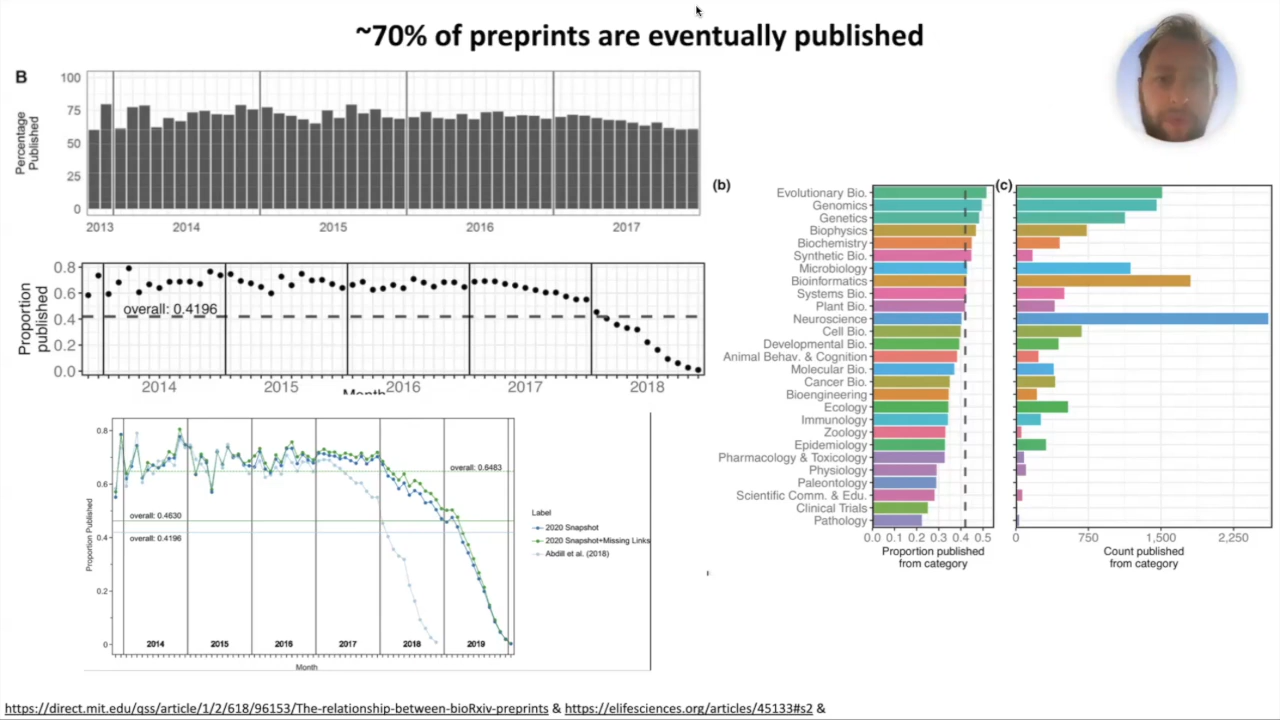 ~70% of preprints are eventually published
B
Percentage
Published
100
75
50
25
0
2013
2014
2015
2016
2017
Proportion
published
0.8
0.6
0.4
0.2
0.0
overall: 0.4196
2014
2015
2016
2017
2018
Month
Proportion Published
0.8
0.6
0.4
0.2
0
overall: 0.6483
overall: 0.4630
overall: 0.4196
2014
2015
2016
2017
2018
2019
Month
Label
2020 Snapshot
2020 Snapshot+Missing Links
Abdill et al. (2018)
(b)
Evolutionary Bio.
Genomics
Genetics
Biophysics
Biochemistry
Synthetic Bio.
Microbiology
Bioinformatics
Systems Bio.
Plant Bio.
Neuroscience
Cell Bio.
Developmental Bio.
Animal Behav. & Cognition
Molecular Bio.
Cancer Bio.
Bioengineering
Ecology
Immunology
Zoology
Epidemiology
Pharmacology & Toxicology
Physiology
Paleontology
Scientific Comm. & Edu.
Clinical Trials
Pathology
0.0 0.1 0.2 0.3 0.4 0.5
Proportion published
from category
(c)
0 750 1,500 2,250
Count published
from category
https://direct.mit.edu/qss/article/1/2/618/96153/The-relationship-between-bioRxiv-preprints & https://elifesciences.org/articles/45133#s2 &